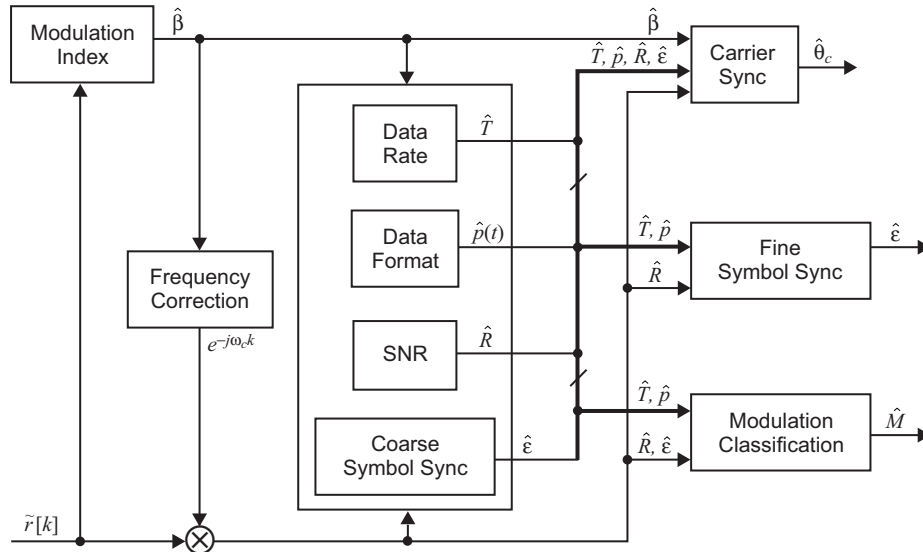 Modulation
Index
β̂
β̂
T̂, p̂, R̂, ε̂
Carrier
Sync
θ̂c
Data
Rate
T̂
Data
Format
p̂(t)
T̂, p̂
R̂
Fine
Symbol Sync
ε̂
Frequency
Correction
e^{–jω_c k}
SNR
R̂
T̂, p̂
R̂, ε̂
Modulation
Classification
M̂
Coarse
Symbol Sync
ε̂
r̃[k]